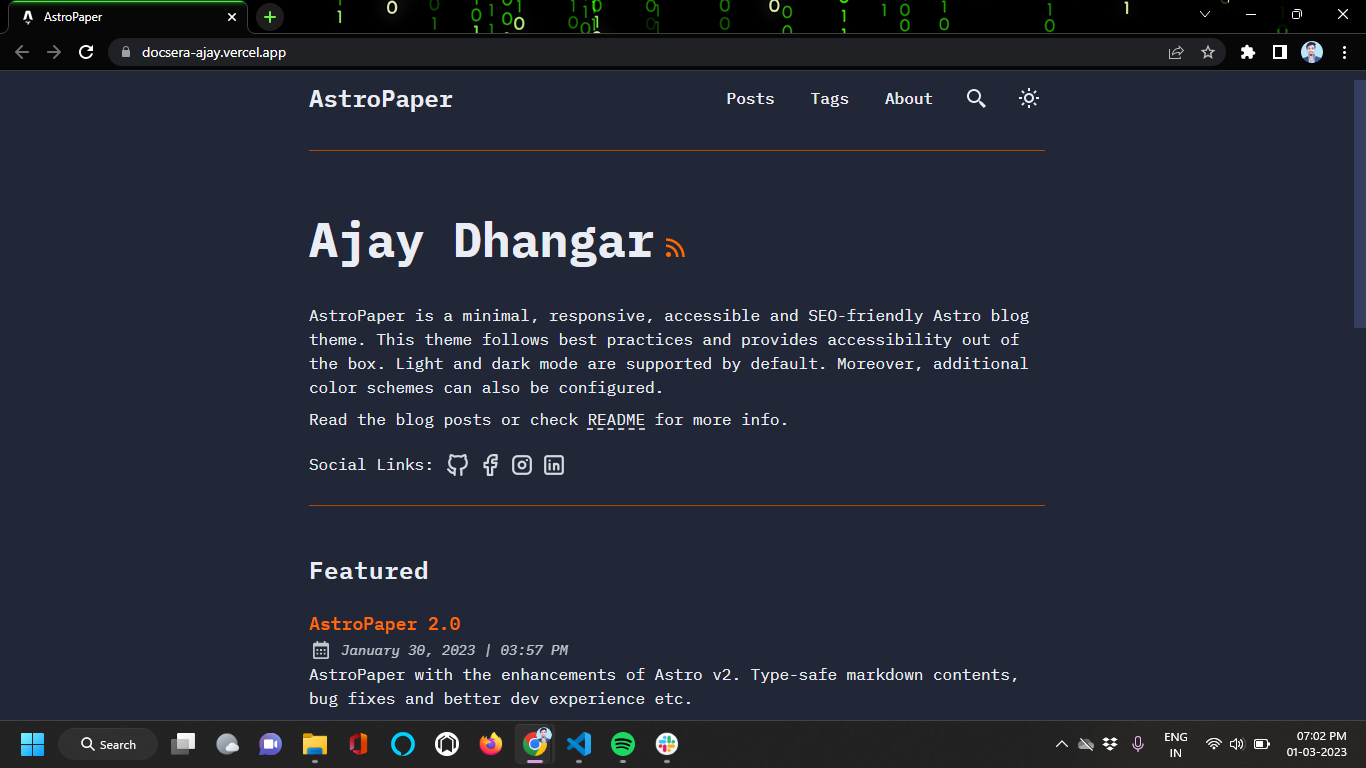 AstroPaper
docsera-ajay.vercel.app
AstroPaper
Posts Tags About
Ajay Dhangar
AstroPaper is a minimal, responsive, accessible and SEO-friendly Astro blog
theme. This theme follows best practices and provides accessibility out of
the box. Light and dark mode are supported by default. Moreover, additional
color schemes can also be configured.
Read the blog posts or check README for more info.
Social Links:
Featured
AstroPaper 2.0
January 30, 2023 | 03:57 PM
AstroPaper with the enhancements of Astro v2. Type-safe markdown contents,
bug fixes and better dev experience etc.
Search
ENG
IN
07:02 PM
01-03-2023